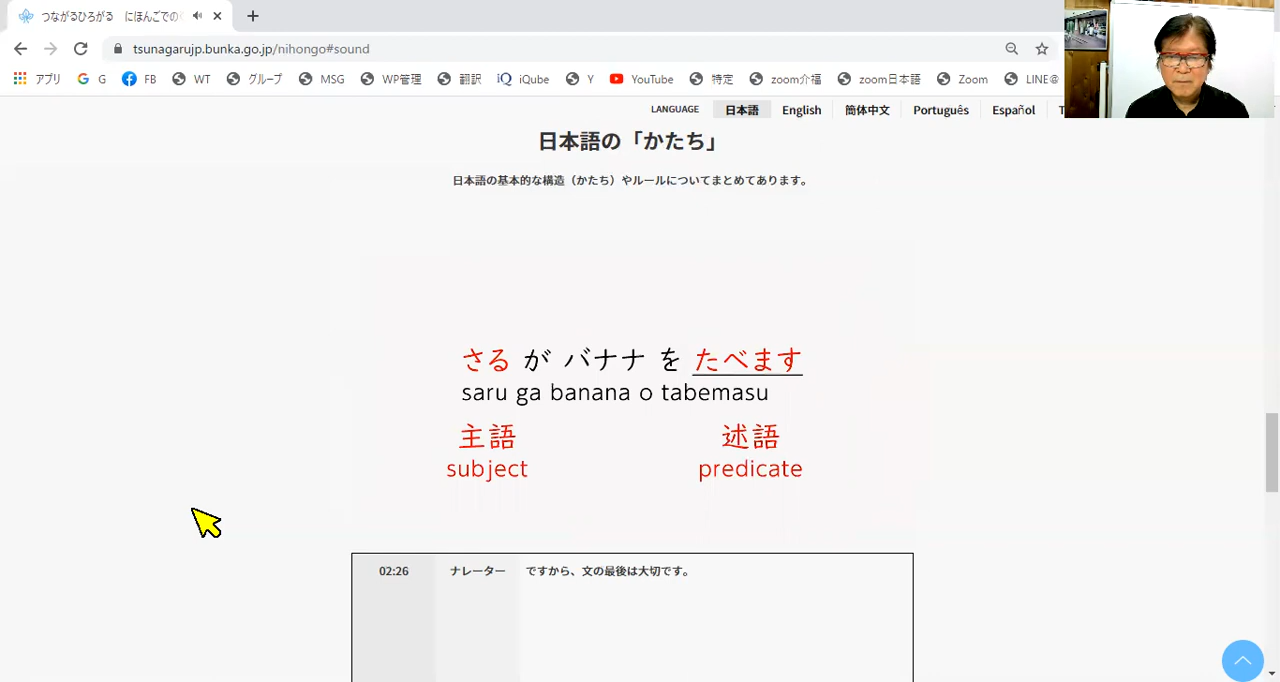 つながるひろがる にほんごでの
tsunagarujp.bunka.go.jp/nihongo#sound
アプリ G FB WT グループ MSG WP管理 翻訳 iQube Y YouTube 特定 zoom介福 zoom日本語 Zoom LINE@
LANGUAGE 日本語 English 简体中文 Português Español T
日本語の「かたち」
日本語の基本的な構造（かたち）やルールについてまとめてあります。
さる が バナナ を たべます
saru ga banana o tabemasu
主語 述語
subject predicate
02:26 ナレーター ですから、文の最後は大切です。